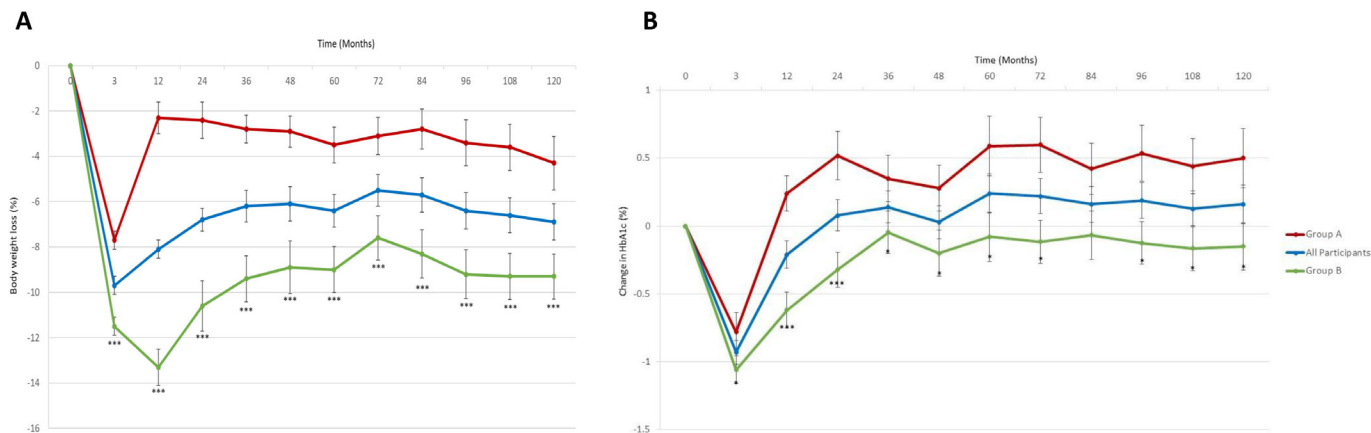 A
Time (Months)
0
0 3 12 24 36 48 60 72 84 96 108 120
-2
-4
-6
-8
-10
-12
-14
-16
Body weight loss (%)
*** *** *** *** *** *** *** *** *** *** ***
B
Time (Months)
0 3 12 24 36 48 60 72 84 96 108 120
1
0.5
0
-0.5
-1
-1.5
Change in HbA1c (%)
* *** *** * * * * * * *
Group A
All Participants
Group B